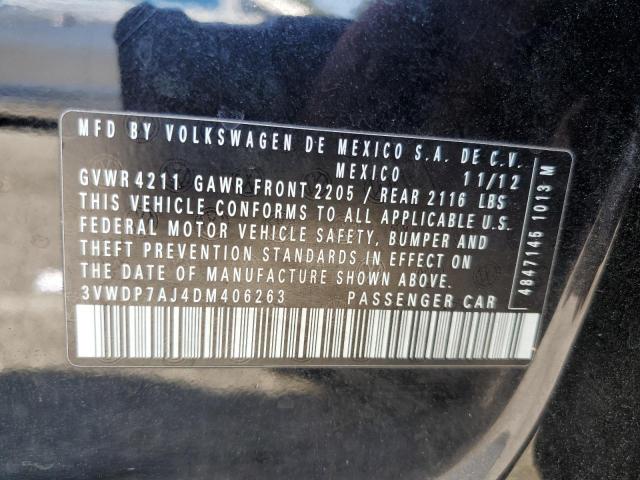 MFD BY VOLKSWAGEN DE MEXICO S.A. DE C.V.
MEXICO 11/12
GVWR 4211 GAWR FRONT 2205 / REAR 2116 LBS
THIS VEHICLE CONFORMS TO ALL APPLICABLE U.S.
FEDERAL MOTOR VEHICLE SAFETY, BUMPER AND
THEFT PREVENTION STANDARDS IN EFFECT ON
THE DATE OF MANUFACTURE SHOWN ABOVE.
3VWDP7AJ4DM406263 PASSENGER CAR
4847145 1013 M